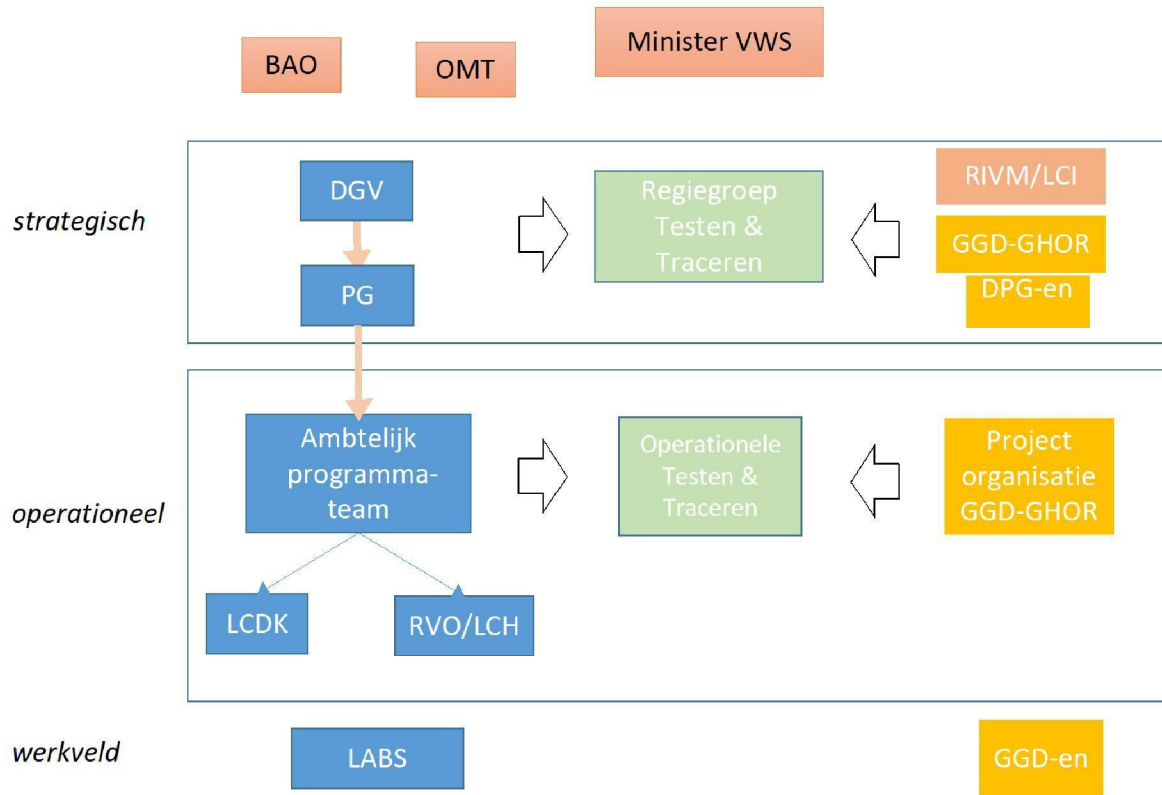 BAO
OMT
Minister VWS
strategisch
DGV
PG
Regiegroep
Testen &
Traceren
RIVM/LCI
GGD-GHOR
DPG-en
operationeel
Ambtelijk
programma-
team
Operationele
Testen &
Traceren
Project
organisatie
GGD-GHOR
LCDK
RVO/LCH
werkveld
LABS
GGD-en